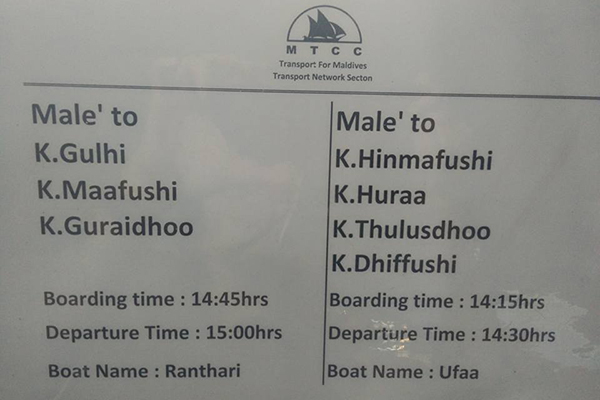 M T C C
Transport For Maldives
Transport Network Secton
Male' to
K.Gulhi
K.Maafushi
K.Guraidhoo
Boarding time : 14:45hrs
Departure Time : 15:00hrs
Boat Name : Ranthari
Male' to
K.Hinmafushi
K.Huraa
K.Thulusdhoo
K.Dhiffushi
Boarding time : 14:15hrs
Departure Time : 14:30hrs
Boat Name : Ufaa